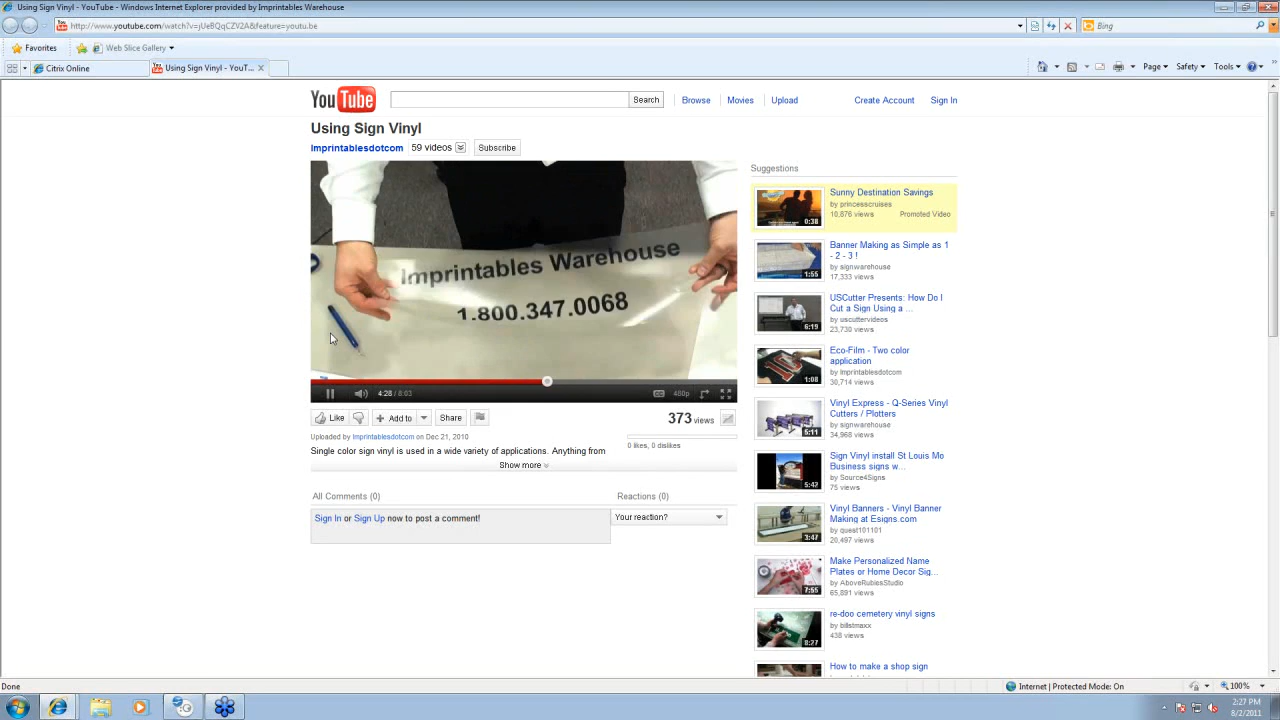 Using Sign Vinyl - YouTube - Windows Internet Explorer provided by Imprintables Warehouse
http://www.youtube.com/watch?v=jUeBQqCZV2A&feature=youtu.be
Bing
Favorites
Web Slice Gallery
Citrix Online
Using Sign Vinyl - YouT...
Page
Safety
Tools
YouTube
Search
Browse
Movies
Upload
Create Account
Sign In
Using Sign Vinyl
Imprintablesdotcom 59 videos Subscribe
Imprintables Warehouse
1.800.347.0068
4:28 / 8:03
480p
Like
Add to
Share
373 views
Uploaded by Imprintablesdotcom on Dec 21, 2010
0 likes, 0 dislikes
Single color sign vinyl is used in a wide variety of applications. Anything from
Show more
All Comments (0)
Reactions (0)
Sign In or Sign Up now to post a comment!
Your reaction?
Suggestions
0:38
Sunny Destination Savings
by princesscruises
10,876 views
Promoted Video
1:55
Banner Making as Simple as 1
- 2 - 3 !
by signwarehouse
17,333 views
6:19
USCutter Presents: How Do I
Cut a Sign Using a ...
by uscuttervideos
23,730 views
1:08
Eco-Film - Two color
application
by Imprintablesdotcom
30,714 views
5:11
Vinyl Express - Q-Series Vinyl
Cutters / Plotters
by signwarehouse
34,968 views
5:42
Sign Vinyl install St Louis Mo
Business signs w...
by Source4Signs
75 views
3:47
Vinyl Banners - Vinyl Banner
Making at Esigns.com
by quest101101
20,497 views
7:55
Make Personalized Name
Plates or Home Decor Sig...
by AboveRubiesStudio
65,891 views
8:27
re-doo cemetery vinyl signs
by billstmaxx
438 views
How to make a shop sign
Done
Internet | Protected Mode: On
100%
2:27 PM
8/2/2011